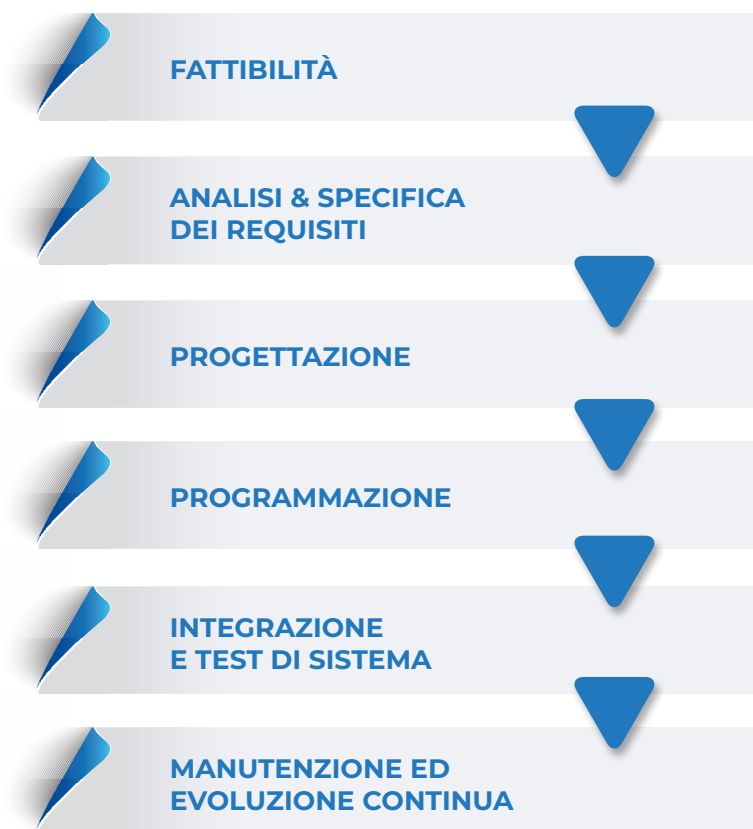 FATTIBILITÀ
ANALISI & SPECIFICA
DEI REQUISITI
PROGETTAZIONE
PROGRAMMAZIONE
INTEGRAZIONE
E TEST DI SISTEMA
MANUTENZIONE ED
EVOLUZIONE CONTINUA